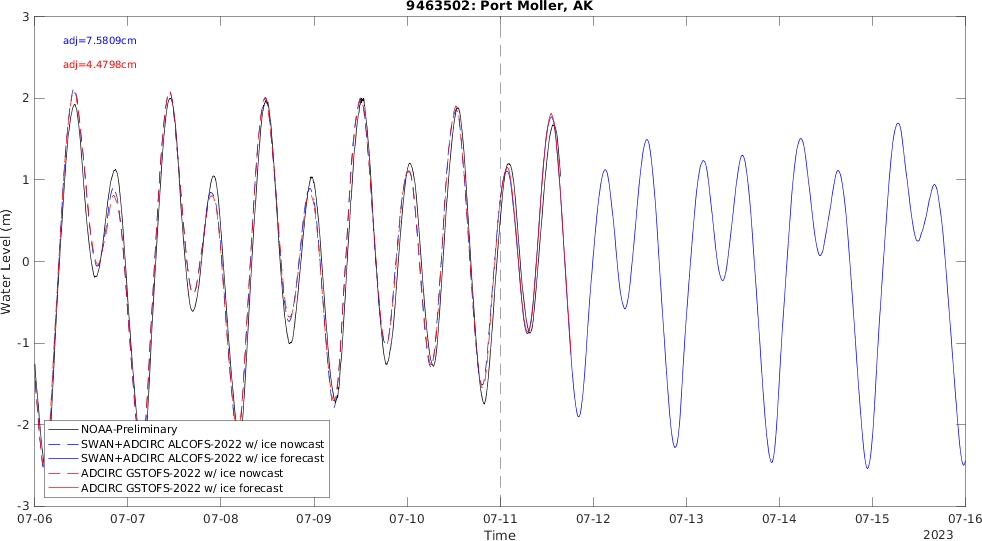 9463502: Port Moller, AK
adj=7.5809cm
adj=4.4798cm
Water Level (m)
3
2
1
0
-1
-2
-3
NOAA-Preliminary
SWAN+ADCIRC ALCOFS-2022 w/ ice nowcast
SWAN+ADCIRC ALCOFS-2022 w/ ice forecast
ADCIRC GSTOFS-2022 w/ ice nowcast
ADCIRC GSTOFS-2022 w/ ice forecast
07-06 07-07 07-08 07-09 07-10 07-11 07-12 07-13 07-14 07-15 07-16
Time
2023